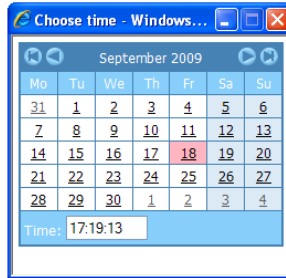 Choose time - Windows...
September 2009
Mo Tu We Th Fr Sa Su
31 1 2 3 4 5 6
7 8 9 10 11 12 13
14 15 16 17 18 19 20
21 22 23 24 25 26 27
28 29 30 1 2 3 4
Time: 17:19:13